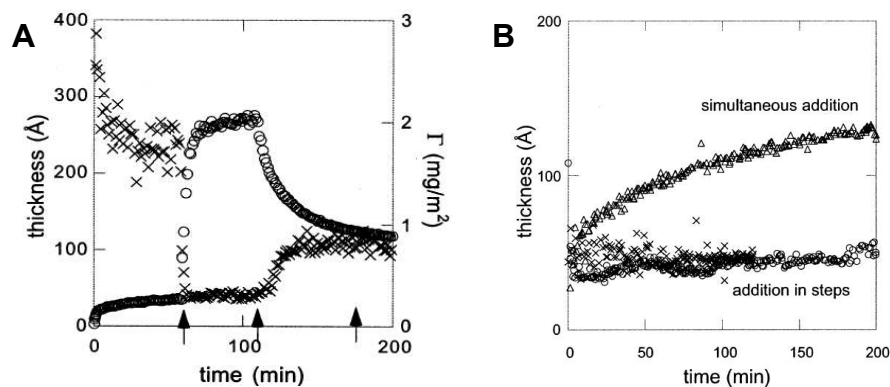 A
400
300
200
100
0
thickness (Å)
3
2
1
0
Γ (mg/m²)
0
100
200
time (min)
B
200
100
0
thickness (Å)
simultaneous addition
addition in steps
0
50
100
150
200
time (min)